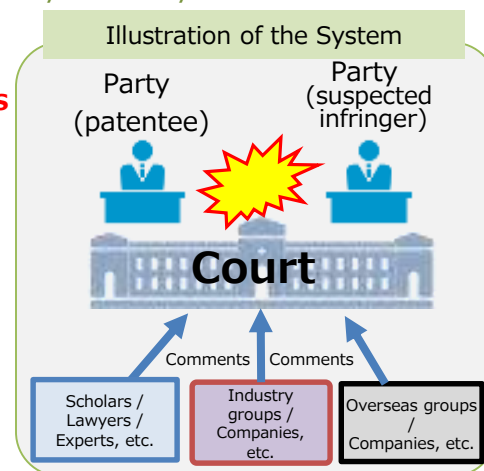 Illustration of the System
s
Party
(patentee)
Party
(suspected
infringer)
Court
Comments
Comments
Scholars /
Lawyers /
Experts, etc.
Industry
groups /
Companies,
etc.
Overseas groups
/
Companies, etc.